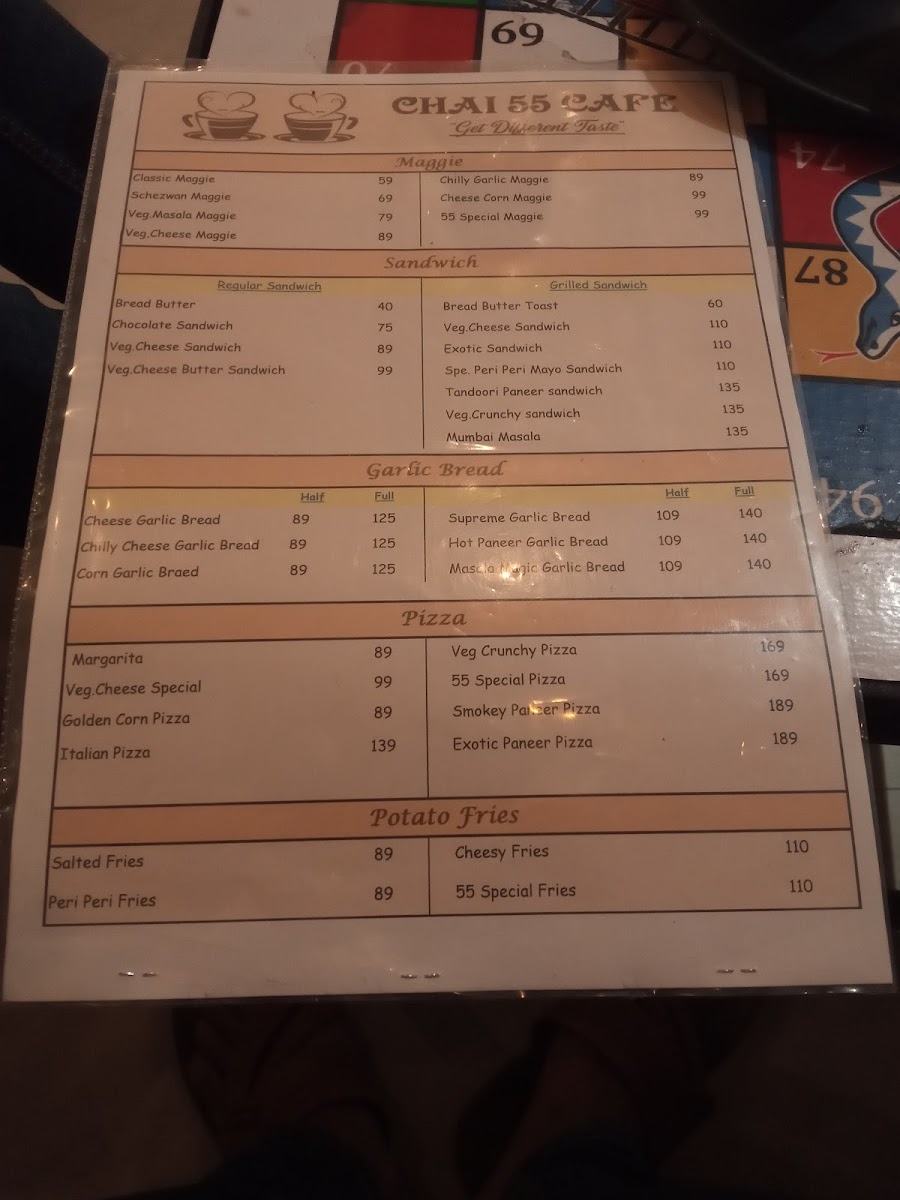 69
CHAI 55 CAFE
"Get Different Taste"
Maggie
Classic Maggie 59
Schezwan Maggie 69
Veg.Masala Maggie 79
Veg.Cheese Maggie 89
Chilly Garlic Maggie 89
Cheese Corn Maggie 99
55 Special Maggie 99
Sandwich
Regular Sandwich
Bread Butter 40
Chocolate Sandwich 75
Veg.Cheese Sandwich 89
Veg.Cheese Butter Sandwich 99
Grilled Sandwich
Bread Butter Toast 60
Veg.Cheese Sandwich 110
Exotic Sandwich 110
Spe. Peri Peri Mayo Sandwich 110
Tandoori Paneer sandwich 135
Veg.Crunchy sandwich 135
Mumbai Masala 135
Garlic Bread
Half Full
Cheese Garlic Bread 89 125
Chilly Cheese Garlic Bread 89 125
Corn Garlic Braed 89 125
Half Full
Supreme Garlic Bread 109 140
Hot Paneer Garlic Bread 109 140
Masala Magic Garlic Bread 109 140
Pizza
Margarita 89
Veg.Cheese Special 99
Golden Corn Pizza 89
Italian Pizza 139
Veg Crunchy Pizza 169
55 Special Pizza 169
Smokey Paneer Pizza 189
Exotic Paneer Pizza 189
Potato Fries
Salted Fries 89
Peri Peri Fries 89
Cheesy Fries 110
55 Special Fries 110
74
87
94